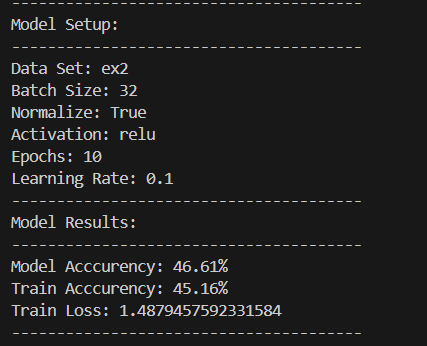 ---------------------------------------
Model Setup:
---------------------------------------
Data Set: ex2
Batch Size: 32
Normalize: True
Activation: relu
Epochs: 10
Learning Rate: 0.1
---------------------------------------
Model Results:
---------------------------------------
Model Acccurency: 46.61%
Train Acccurency: 45.16%
Train Loss: 1.4879457592331584
---------------------------------------